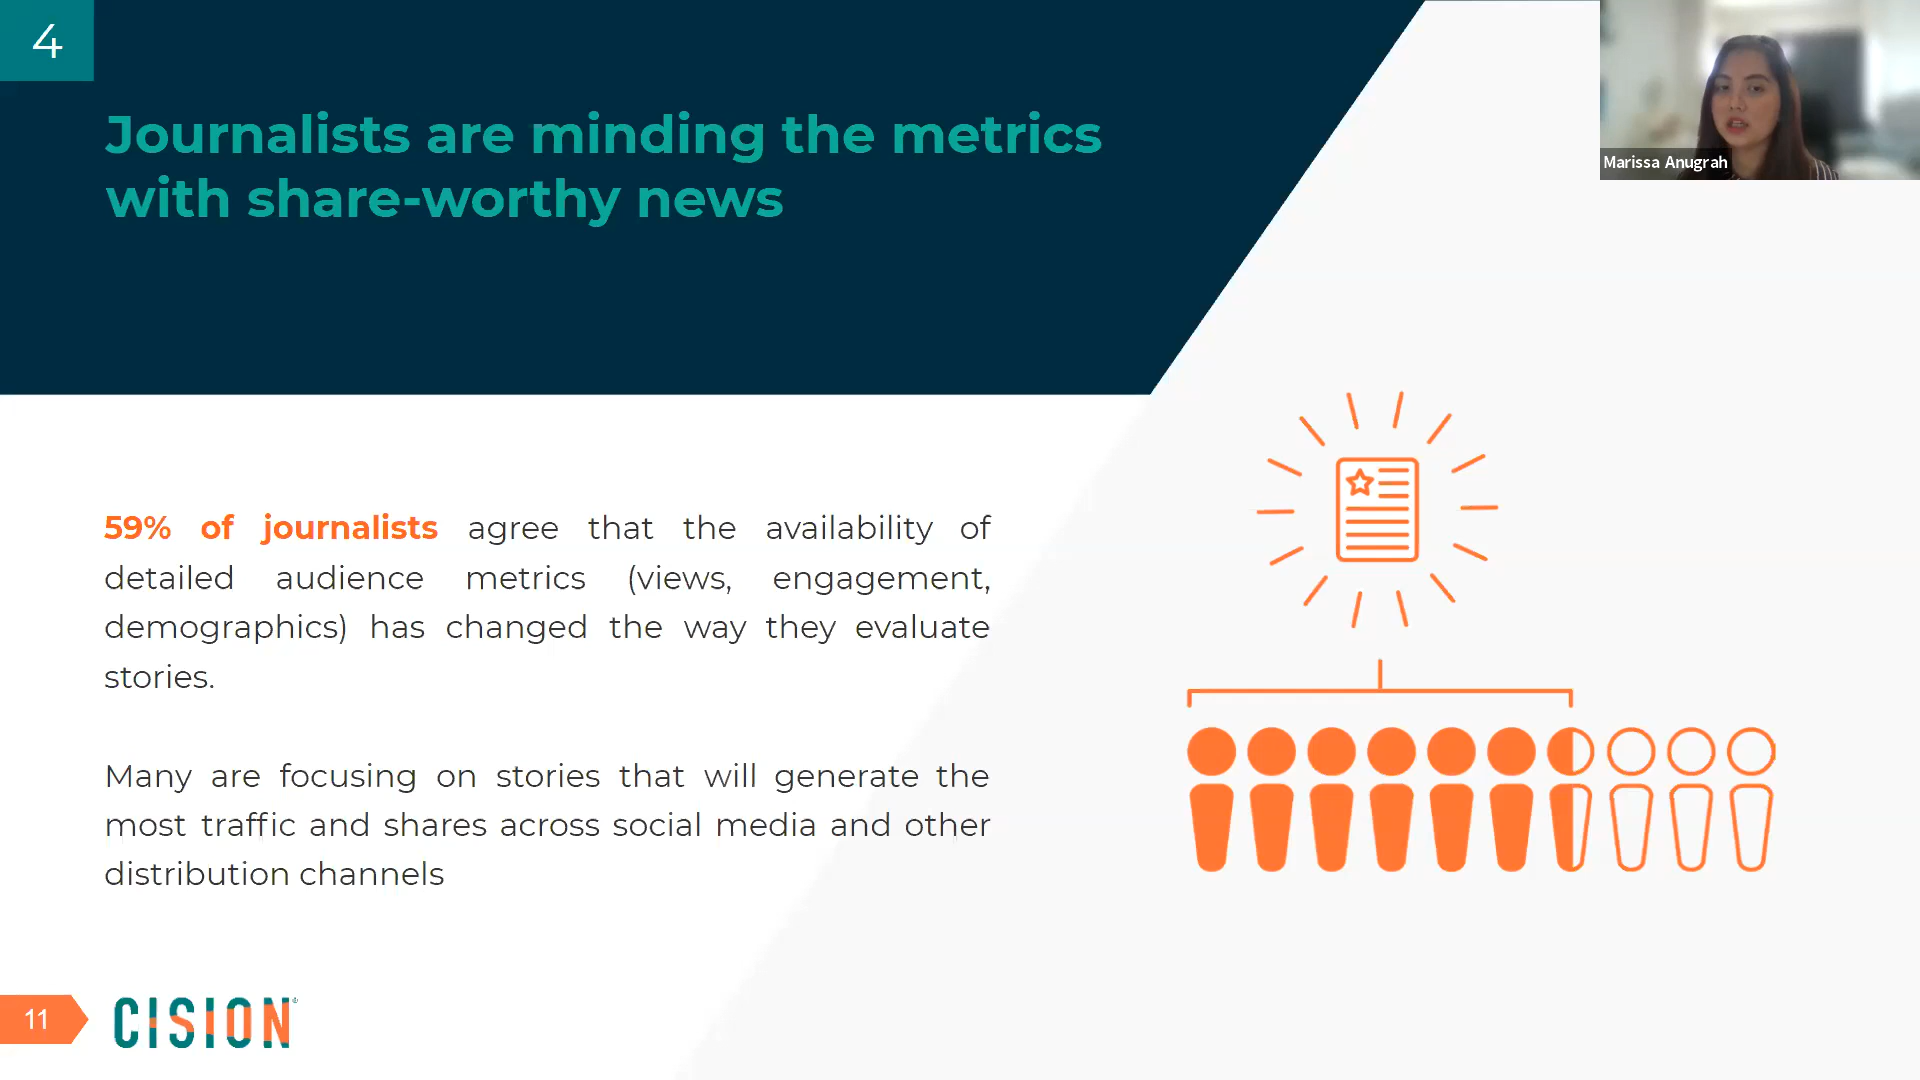 4
Journalists are minding the metrics
with share-worthy news
Marissa Anugrah
59% of journalists agree that the availability of
detailed audience metrics (views, engagement,
demographics) has changed the way they evaluate
stories.
Many are focusing on stories that will generate the
most traffic and shares across social media and other
distribution channels
11
CISION®